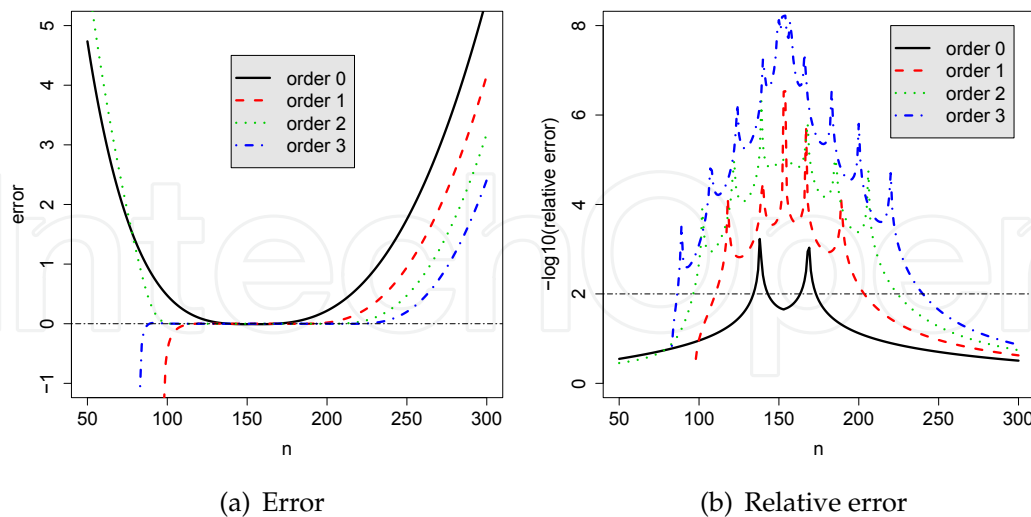 order 0
order 1
order 2
order 3
error
5
4
3
2
1
0
−1
50 100 150 200 250 300
n
(a) Error
order 0
order 1
order 2
order 3
−log10(relative error)
8
6
4
2
0
50 100 150 200 250 300
n
(b) Relative error